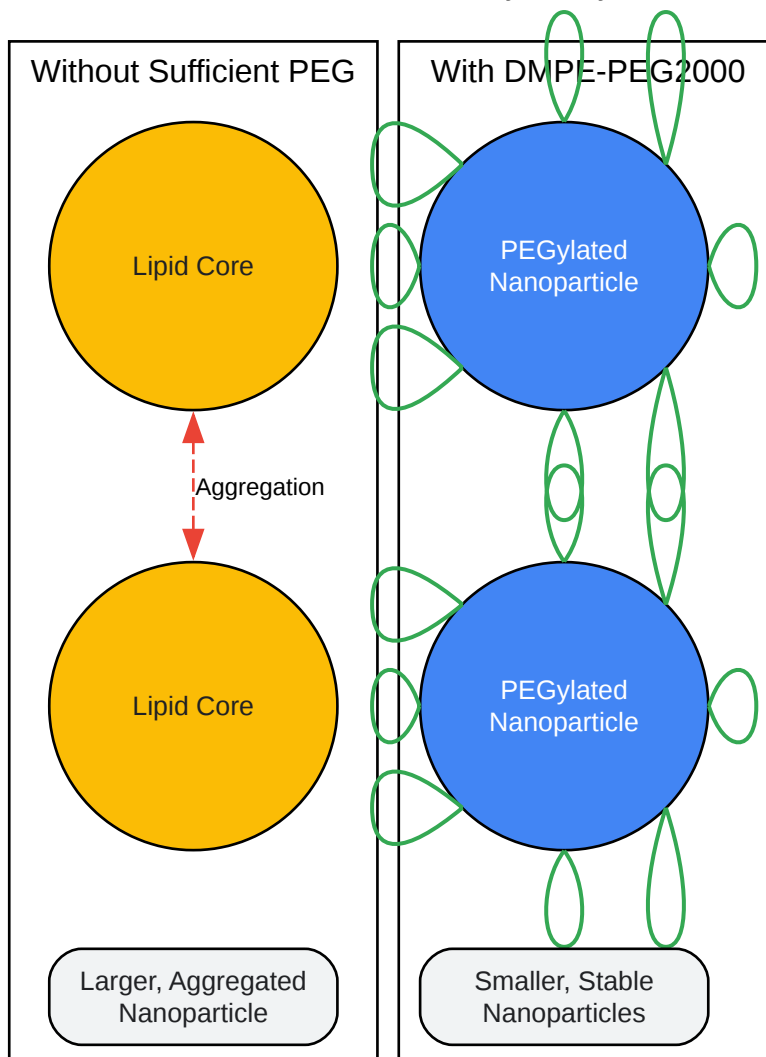 Without Sufficient PEG
Lipid Core
Aggregation
Lipid Core
Larger, Aggregated
Nanoparticle
With DMPE-PEG2000
PEGylated
Nanoparticle
PEGylated
Nanoparticle
Smaller, Stable
Nanoparticles